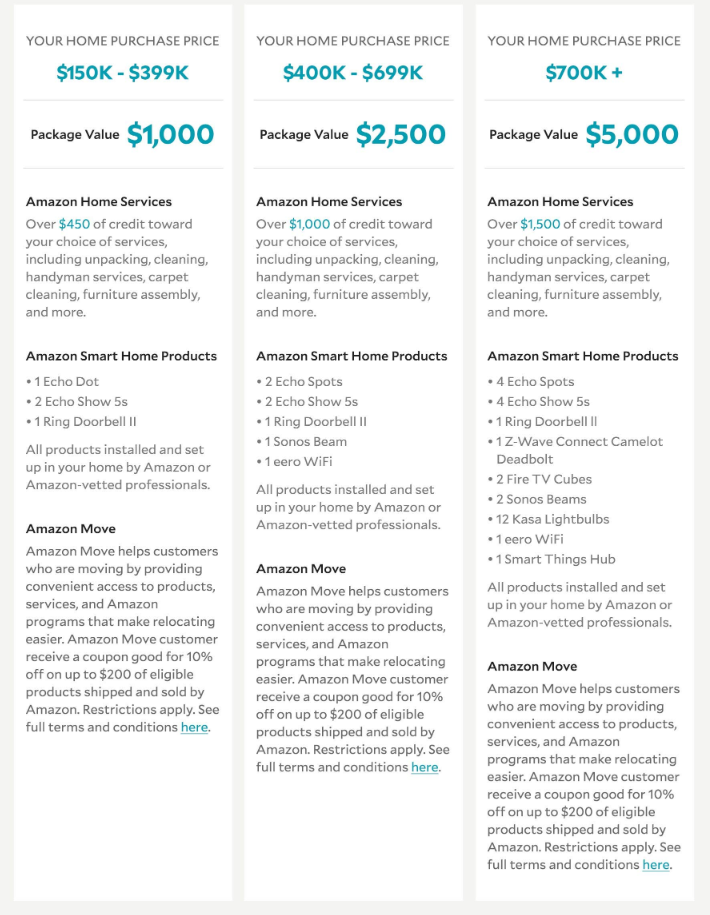 YOUR HOME PURCHASE PRICE
$150K - $399K
Package Value $1,000
Amazon Home Services
Over $450 of credit toward
your choice of services,
including unpacking, cleaning,
handyman services, carpet
cleaning, furniture assembly,
and more.
Amazon Smart Home Products
• 1 Echo Dot
• 2 Echo Show 5s
• 1 Ring Doorbell II
All products installed and set
up in your home by Amazon or
Amazon-vetted professionals.
Amazon Move
Amazon Move helps customers
who are moving by providing
convenient access to products,
services, and Amazon
programs that make relocating
easier. Amazon Move customer
receive a coupon good for 10%
off on up to $200 of eligible
products shipped and sold by
Amazon. Restrictions apply. See
full terms and conditions here.
YOUR HOME PURCHASE PRICE
$400K - $699K
Package Value $2,500
Amazon Home Services
Over $1,000 of credit toward
your choice of services,
including unpacking, cleaning,
handyman services, carpet
cleaning, furniture assembly,
and more.
Amazon Smart Home Products
• 2 Echo Spots
• 2 Echo Show 5s
• 1 Ring Doorbell II
• 1 Sonos Beam
• 1 eero WiFi
All products installed and set
up in your home by Amazon or
Amazon-vetted professionals.
Amazon Move
Amazon Move helps customers
who are moving by providing
convenient access to products,
services, and Amazon
programs that make relocating
easier. Amazon Move customer
receive a coupon good for 10%
off on up to $200 of eligible
products shipped and sold by
Amazon. Restrictions apply. See
full terms and conditions here.
YOUR HOME PURCHASE PRICE
$700K +
Package Value $5,000
Amazon Home Services
Over $1,500 of credit toward
your choice of services,
including unpacking, cleaning,
handyman services, carpet
cleaning, furniture assembly,
and more.
Amazon Smart Home Products
• 4 Echo Spots
• 4 Echo Show 5s
• 1 Ring Doorbell ll
• 1 Z-Wave Connect Camelot
Deadbolt
• 2 Fire TV Cubes
• 2 Sonos Beams
• 12 Kasa Lightbulbs
• 1 eero WiFi
• 1 Smart Things Hub
All products installed and set
up in your home by Amazon or
Amazon-vetted professionals.
Amazon Move
Amazon Move helps customers
who are moving by providing
convenient access to products,
services, and Amazon
programs that make relocating
easier. Amazon Move customer
receive a coupon good for 10%
off on up to $200 of eligible
products shipped and sold by
Amazon. Restrictions apply. See
full terms and conditions here.